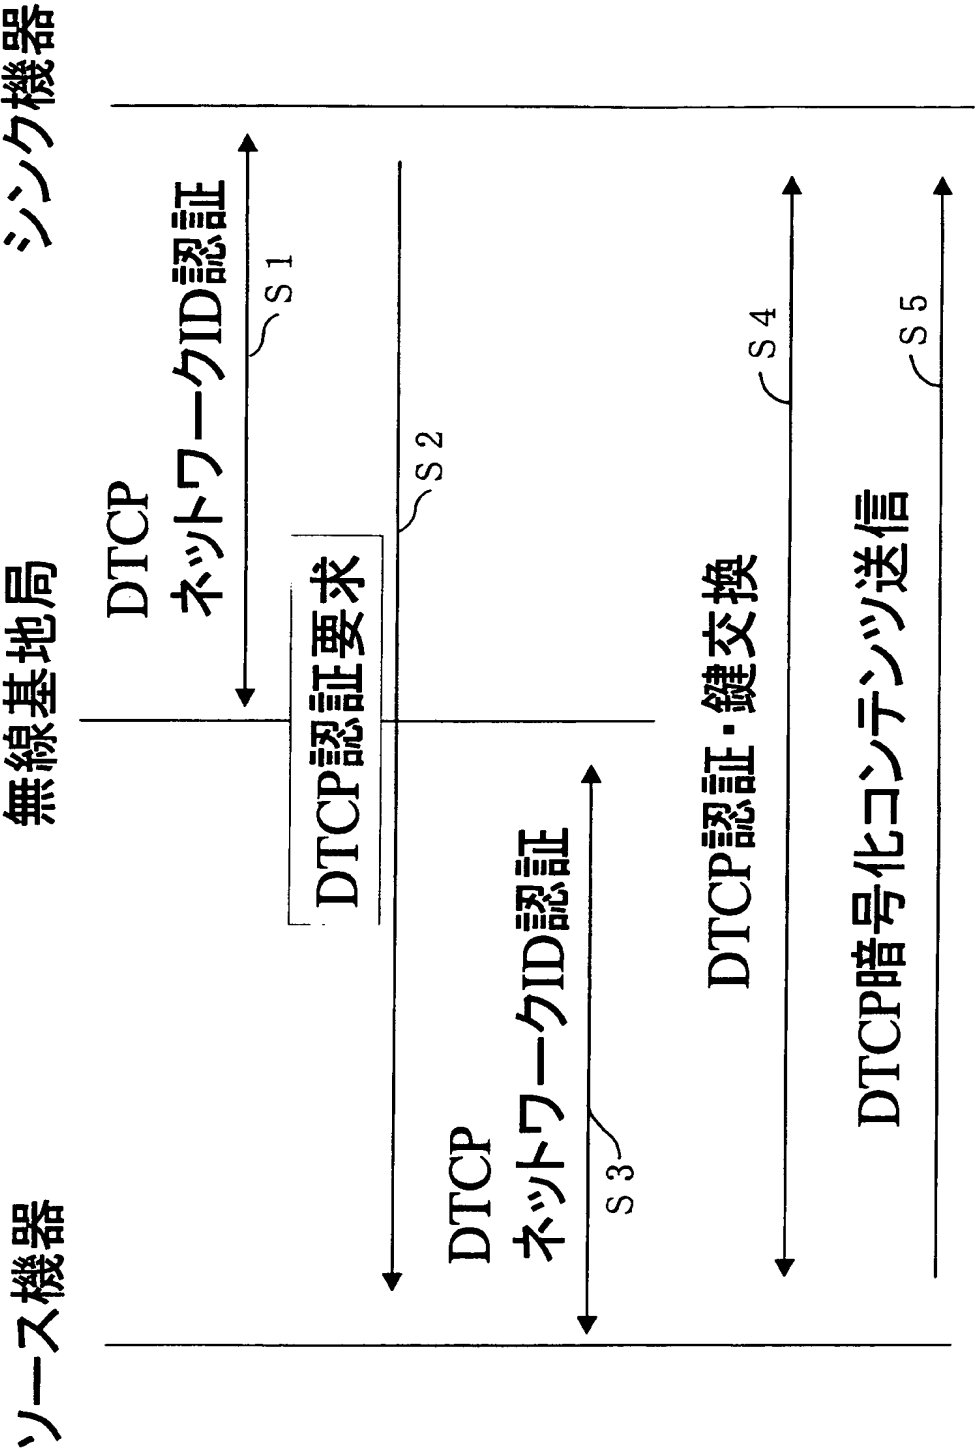 ソース機器
無線基地局
シンク機器
DTCP
ネットワークID認証
S1
DTCP認証要求
S2
DTCP
ネットワークID認証
S3
DTCP認証・鍵交換
S4
DTCP暗号化コンテンツ送信
S5